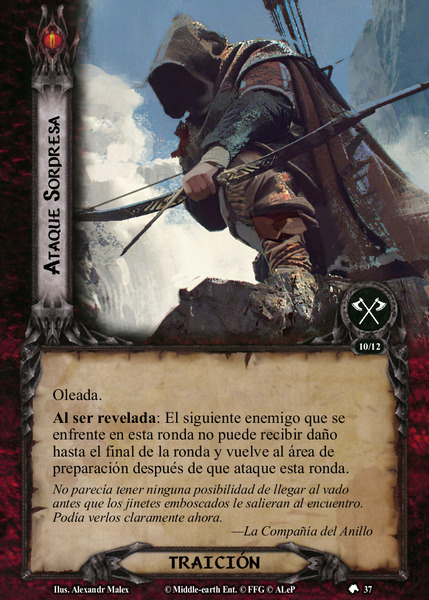 Ataque Sorpresa
10/12
Oleada.
Al ser revelada: El siguiente enemigo que se
enfrente en esta ronda no puede recibir daño
hasta el final de la ronda y vuelve al área de
preparación después de que ataque esta ronda.
No parecía tener ninguna posibilidad de llegar al vado
antes que los jinetes emboscados le salieran al encuentro.
Podía verlos claramente ahora.
—La Compañía del Anillo
TRAICIÓN
Ilus. Alexandr Malex © Middle-earth Ent. © FFG © ALeP 37